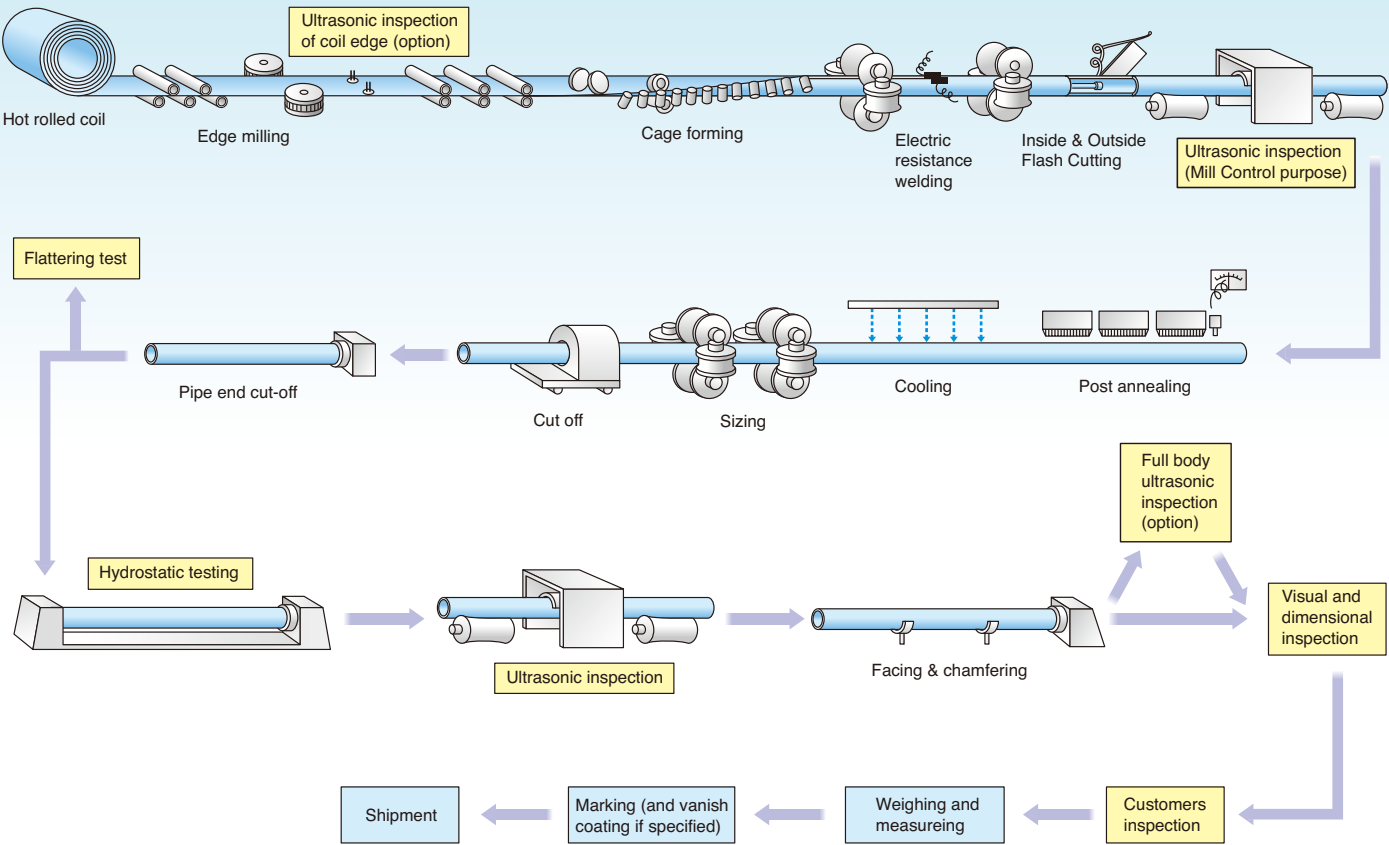 Ultrasonic inspection
of coil edge (option)
Hot rolled coil
Edge milling
Cage forming
Electric
resistance
welding
Inside & Outside
Flash Cutting
Ultrasonic inspection
(Mill Control purpose)
Flattering test
Pipe end cut-off
Cut off
Sizing
Cooling
Post annealing
Full body
ultrasonic
inspection
(option)
Hydrostatic testing
Ultrasonic inspection
Facing & chamfering
Visual and
dimensional
inspection
Shipment
Marking (and vanish
coating if specified)
Weighing and
measureing
Customers
inspection